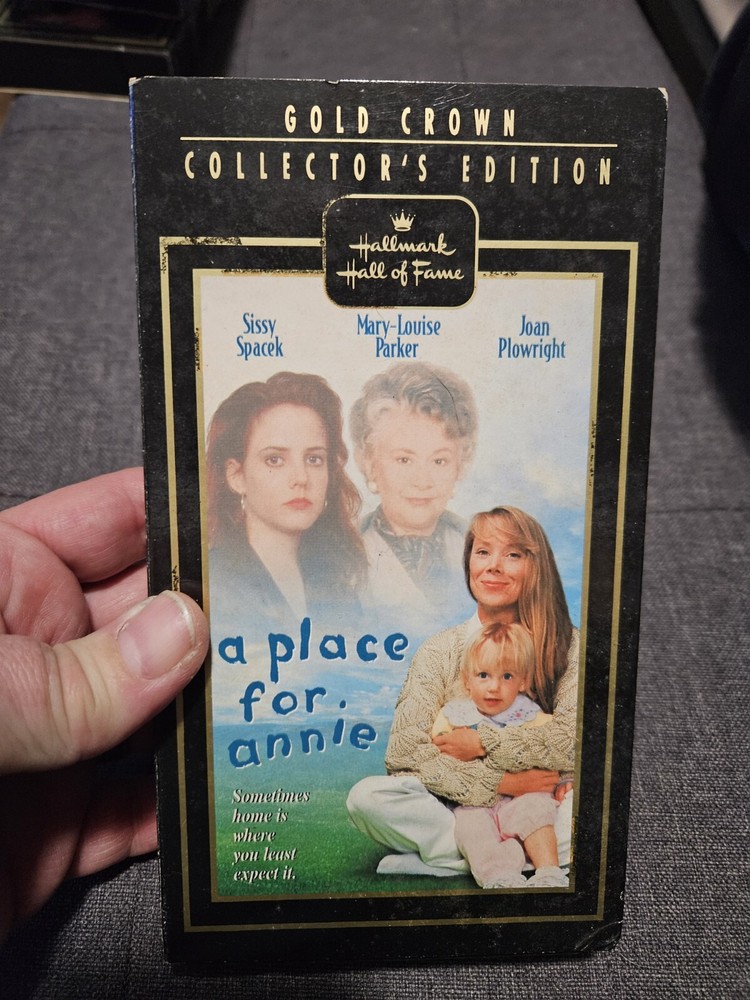 GOLD CROWN
COLLECTOR'S EDITION
Hallmark
Hall of Fame
Sissy
Spacek
Mary-Louise
Parker
Joan
Plowright
a place
for
annie
Sometimes
home is
where
you least
expect it.